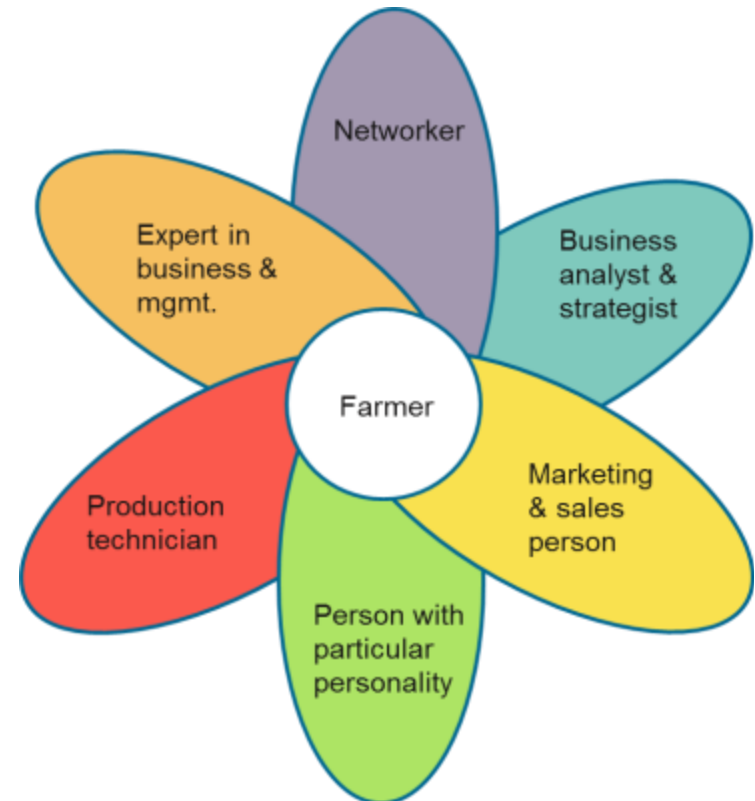 Networker
Expert in
business &
mgmt.
Business
analyst &
strategist
Farmer
Production
technician
Marketing
& sales
person
Person with
particular
personality